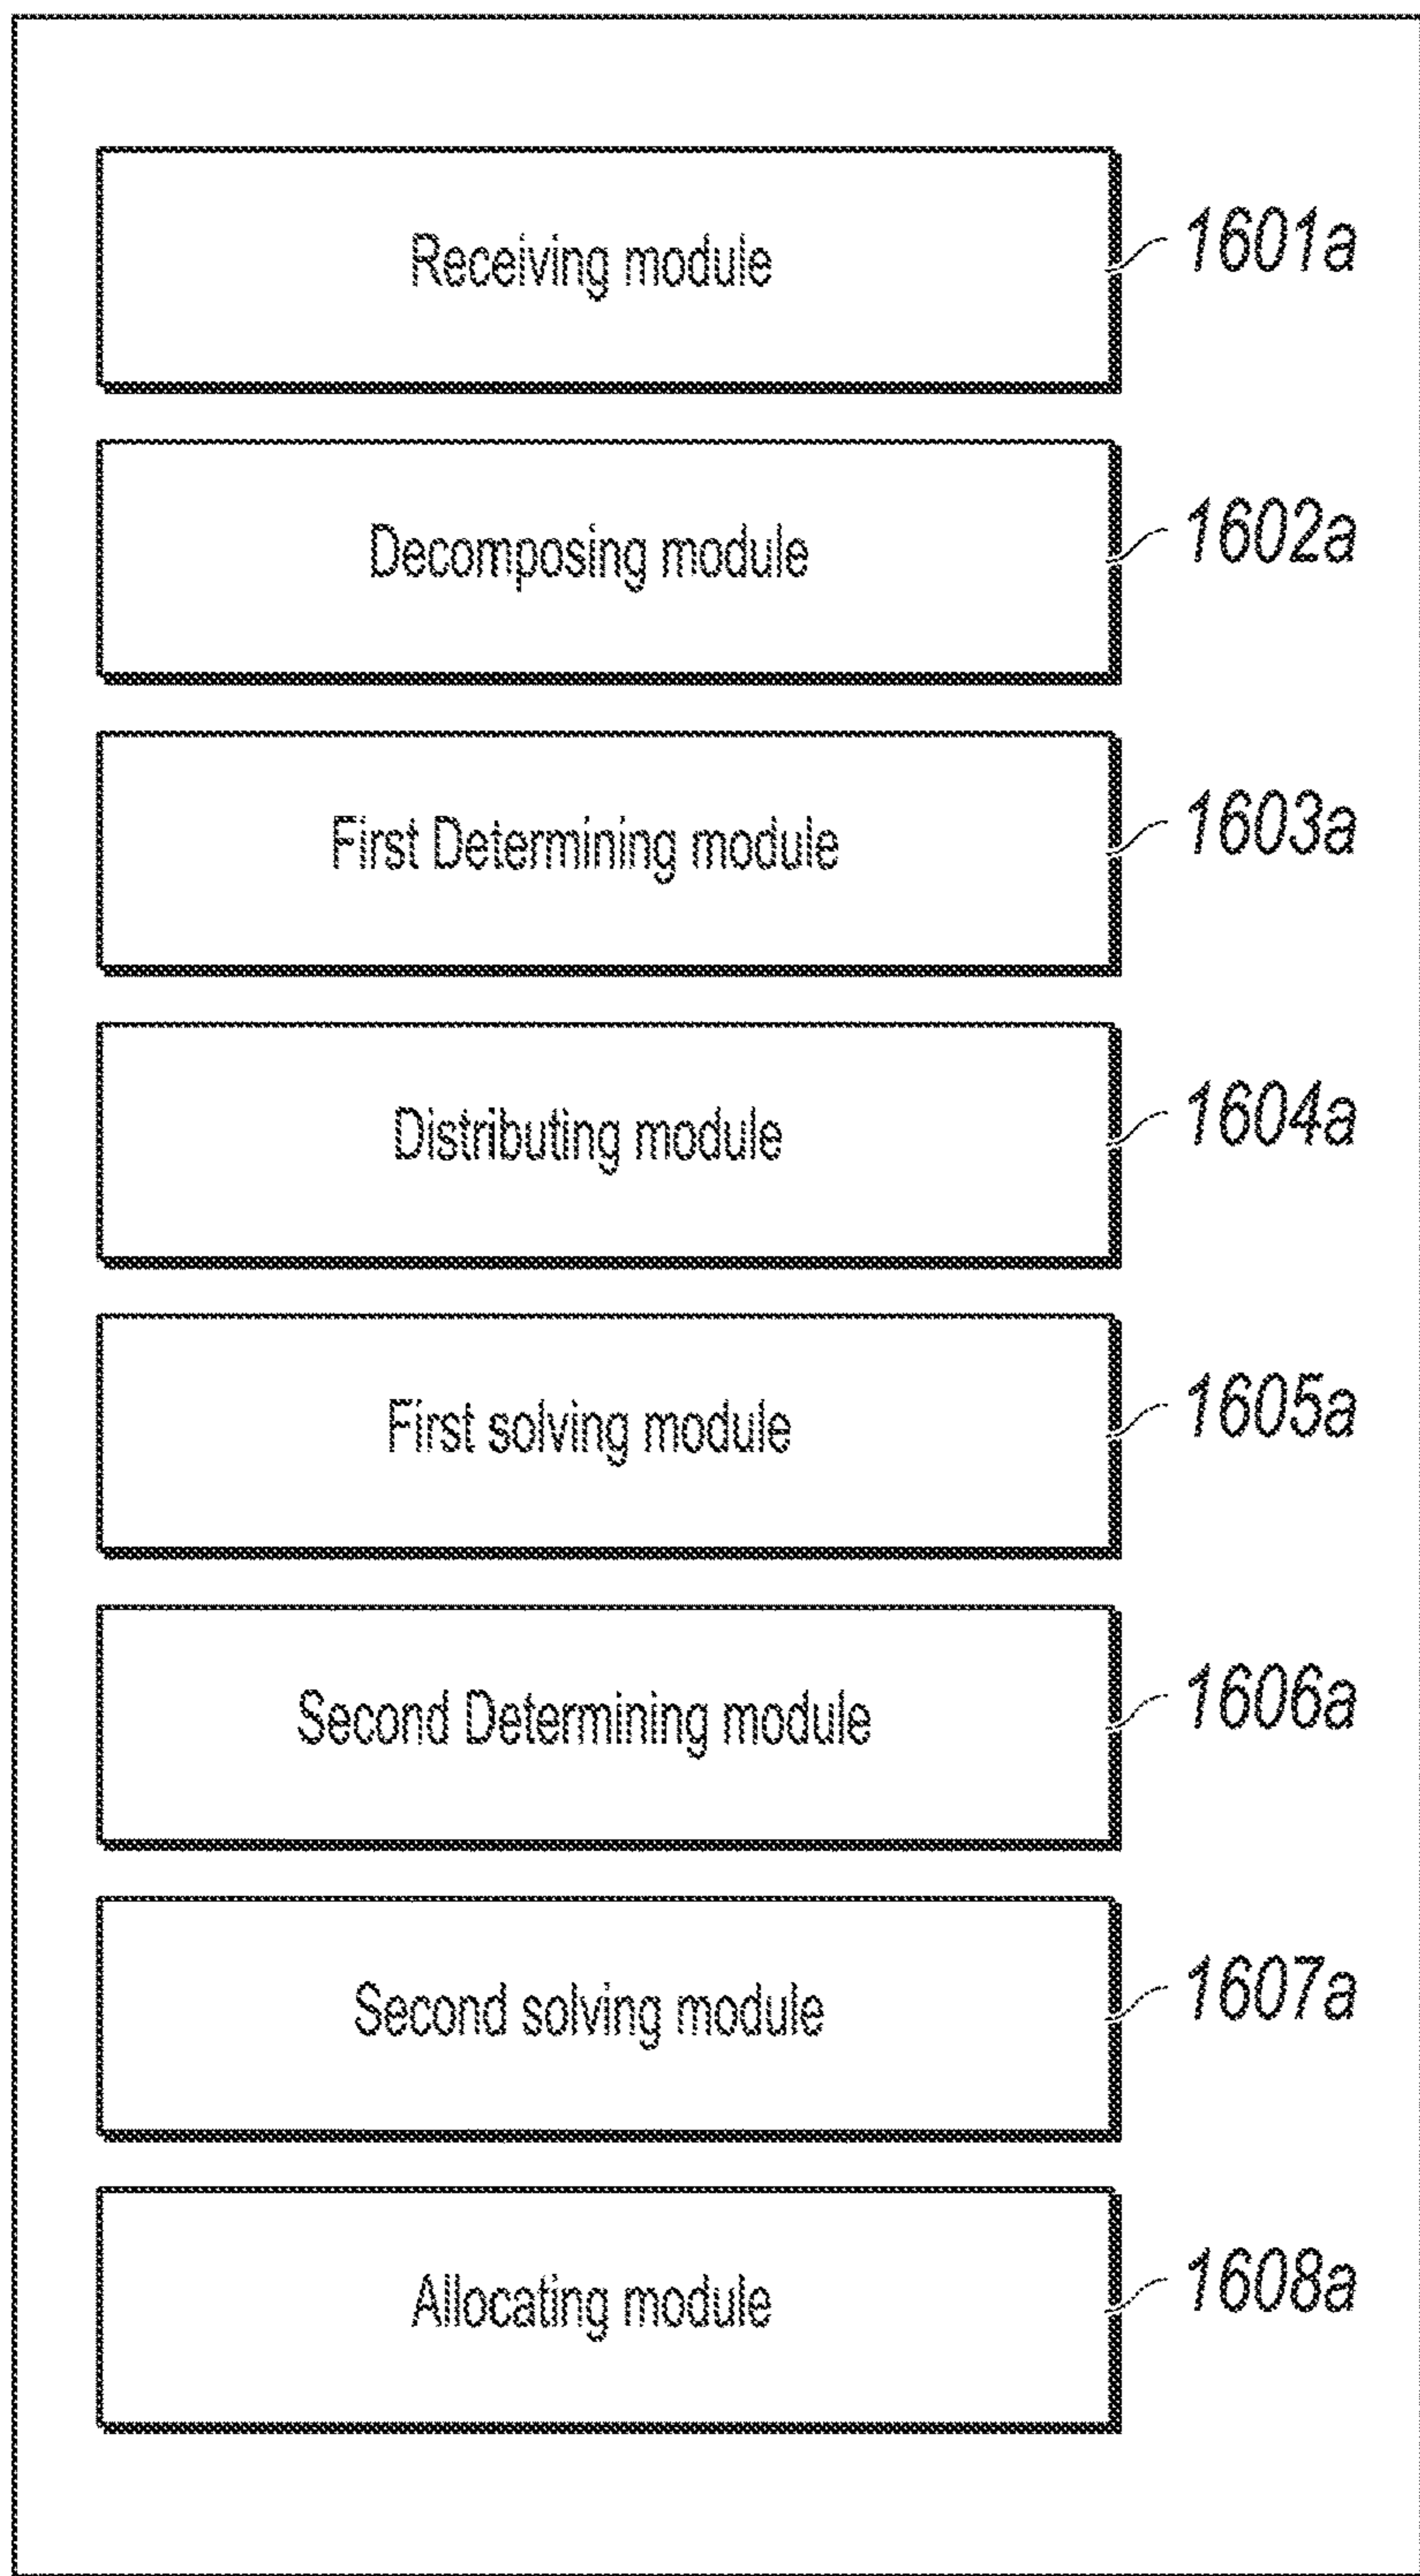 Receiving module
1601a
Decomposing module
1602a
First Determining module
1603a
Distributing module
1604a
First solving module
1605a
Second Determining module
1606a
Second solving module
1607a
Allocating module
1608a